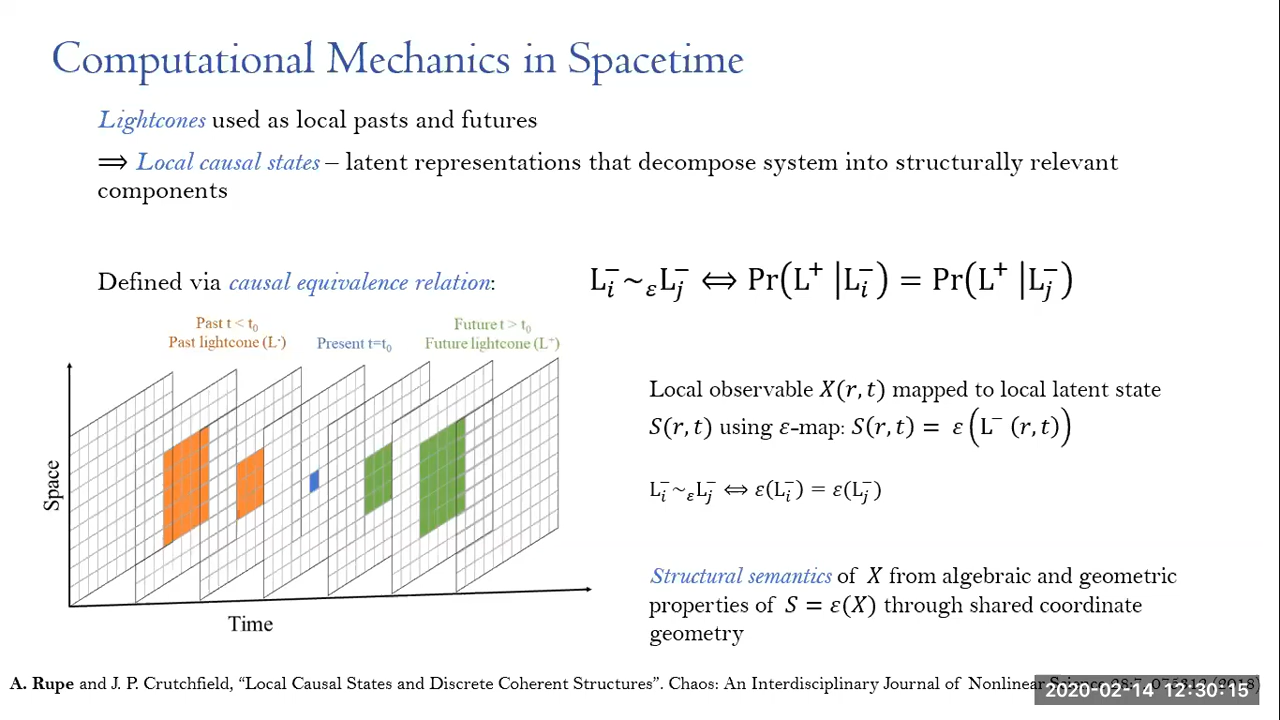 Computational Mechanics in Spacetime
Lightcones used as local pasts and futures
⟹ Local causal states – latent representations that decompose system into structurally relevant
components
Defined via causal equivalence relation:
L⁻ᵢ ~ε L⁻ⱼ ⟺ Pr(L⁺ |L⁻ᵢ) = Pr(L⁺ |L⁻ⱼ)
Past t < t₀
Past lightcone (L⁻)
Present t=t₀
Future t > t₀
Future lightcone (L⁺)
Space
Time
Local observable X(r, t) mapped to local latent state
S(r, t) using ε-map: S(r, t) = ε(L⁻ (r, t))
L⁻ᵢ ~ε L⁻ⱼ ⟺ ε(L⁻ᵢ) = ε(L⁻ⱼ)
Structural semantics of X from algebraic and geometric
properties of S = ε(X) through shared coordinate
geometry
A. Rupe and J. P. Crutchfield, “Local Causal States and Discrete Coherent Structures”. Chaos: An Interdisciplinary Journal of Nonlinear
2020-02-14 12:30:15